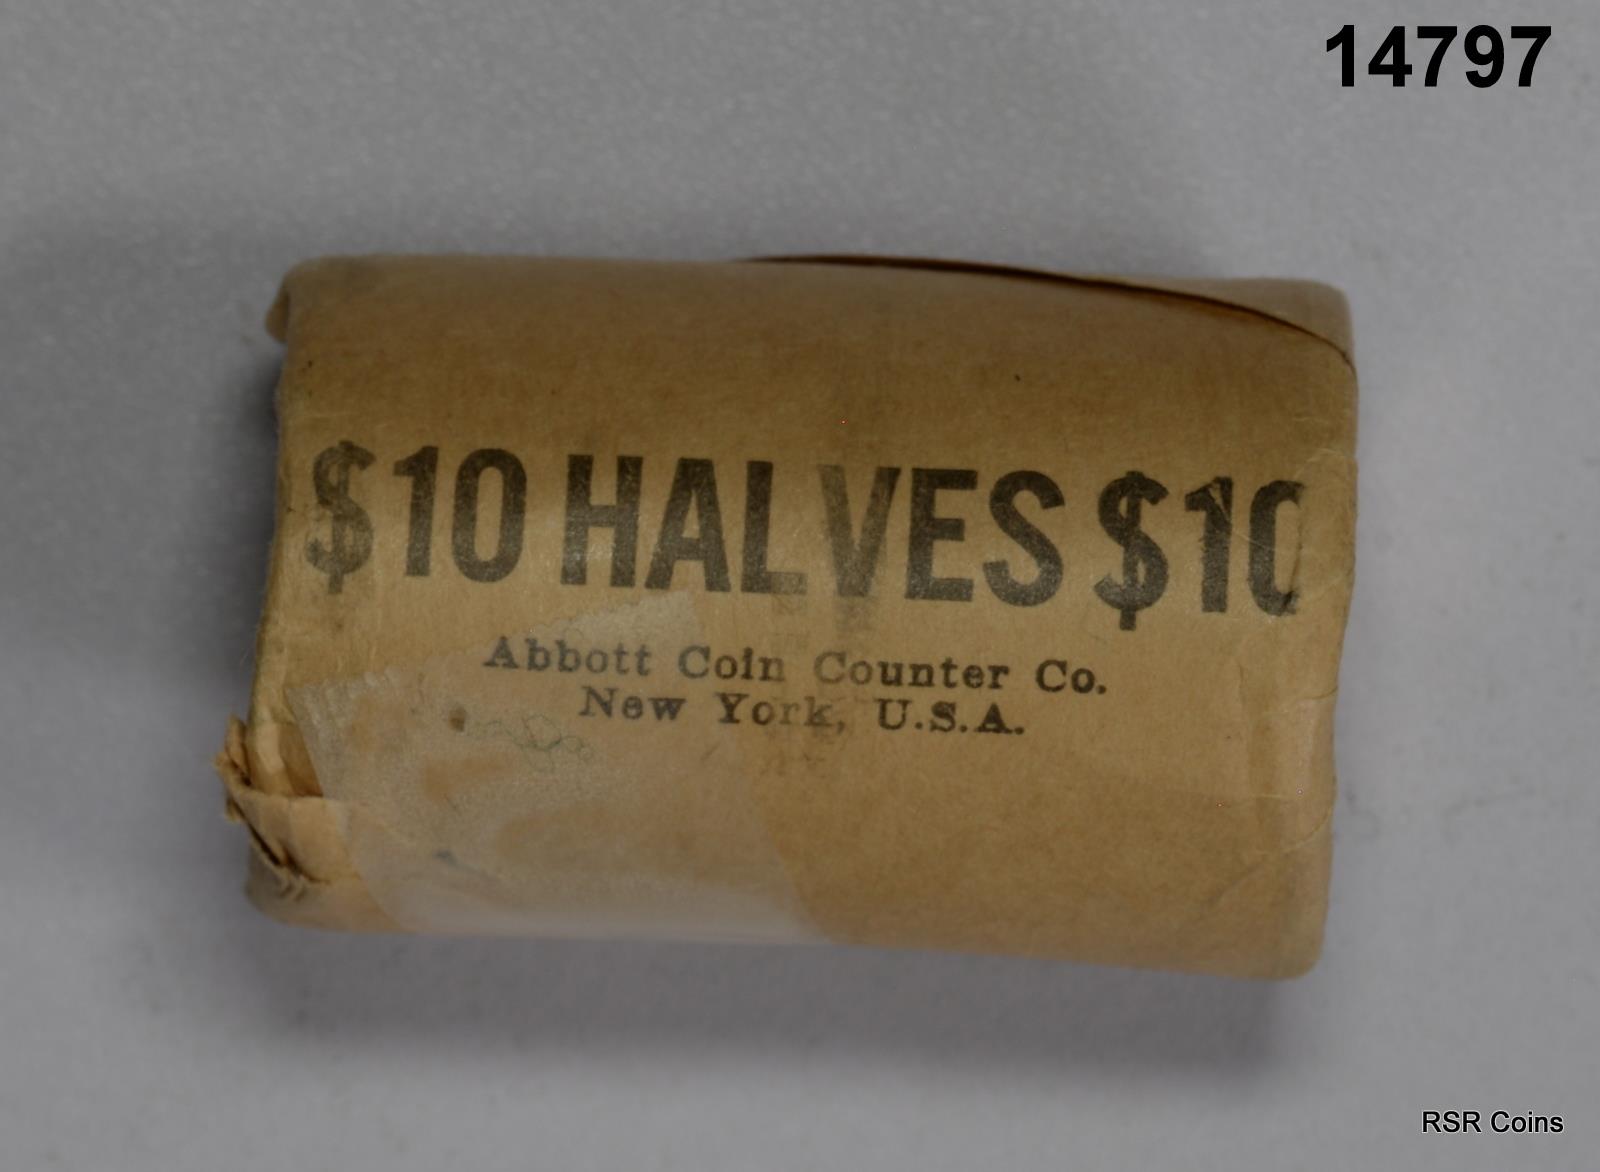 14797
$10 HALVES $10
Abbott Coin Counter Co.
New York, U.S.A.
RSR Coins